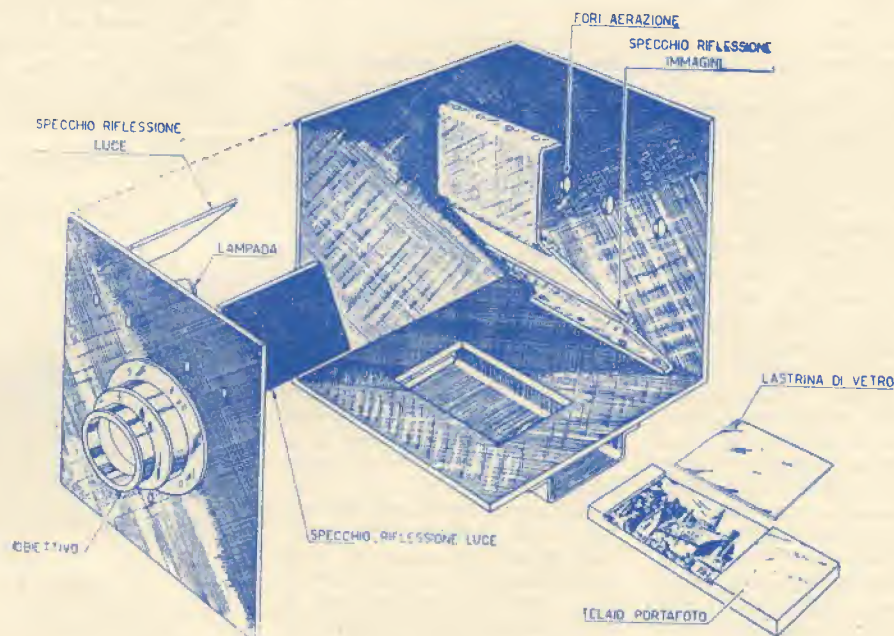 FORI AERAZIONE
SPECCHIO RIFLESSIONE
IMMAGINI
SPECCHIO RIFLESSIONE
LUCE
LAMPADA
LASTRINA DI VETRO
SPECCHIO RIFLESSIONE LUCE
OBIETTIVO
TELAIO PORTAFOTO